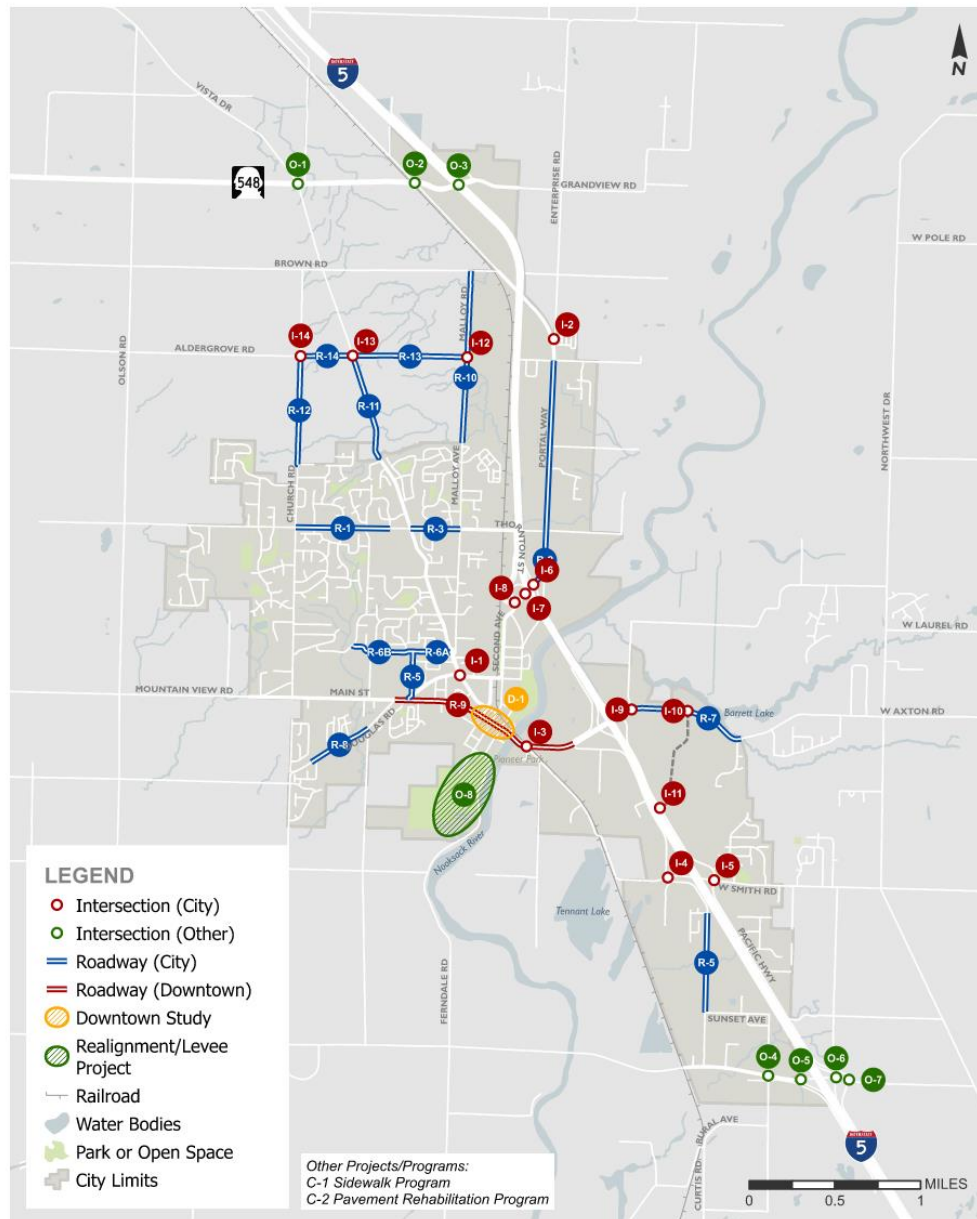 INTERSTATE
5
N
VISTA DR
O-1
O-2
O-3
548
GRANDVIEW RD
ENTERPRISE RD
W POLE RD
BROWN RD
MALLOY RD
I-2
I-14
I-13
I-12
ALDERGROVE RD
R-14
R-13
R-10
OLSON RD
R-12
R-11
PORTAL WAY
NORTHWEST DR
CHURCH RD
MALLOY AVE
R-1
R-3
THO
NTON ST
I-6
I-8
I-7
SECOND AVE
W LAUREL RD
R-6B
R-6A
I-1
R-5
MOUNTAIN VIEW RD
MAIN ST
R-9
D-1
I-9
I-10
R-7
Barrett Lake
W AXTON RD
DOUGLAS RD
R-8
I-3
Pioneer Park
O-8
I-11
Nooksack River
I-4
I-5
W SMITH RD
Tennant Lake
R-5
PACIFIC HWY
FERNDALE RD
SUNSET AVE
O-4
O-5
O-6
O-7
RURAL AVE
CURTIS RD
INTERSTATE
5
LEGEND
Intersection (City)
Intersection (Other)
Roadway (City)
Roadway (Downtown)
Downtown Study
Realignment/Levee
Project
Railroad
Water Bodies
Park or Open Space
City Limits
Other Projects/Programs:
C-1 Sidewalk Program
C-2 Pavement Rehabilitation Program
MILES
0 0.5 1